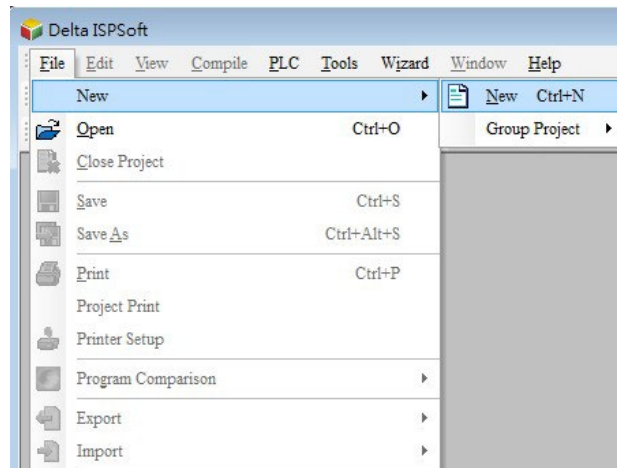 Delta ISPSoft
File Edit View Compile PLC Tools Wizard Window Help
New
New Ctrl+N
Open Ctrl+O
Group Project
Close Project
Save Ctrl+S
Save As Ctrl+Alt+S
Print Ctrl+P
Project Print
Printer Setup
Program Comparison
Export
Import